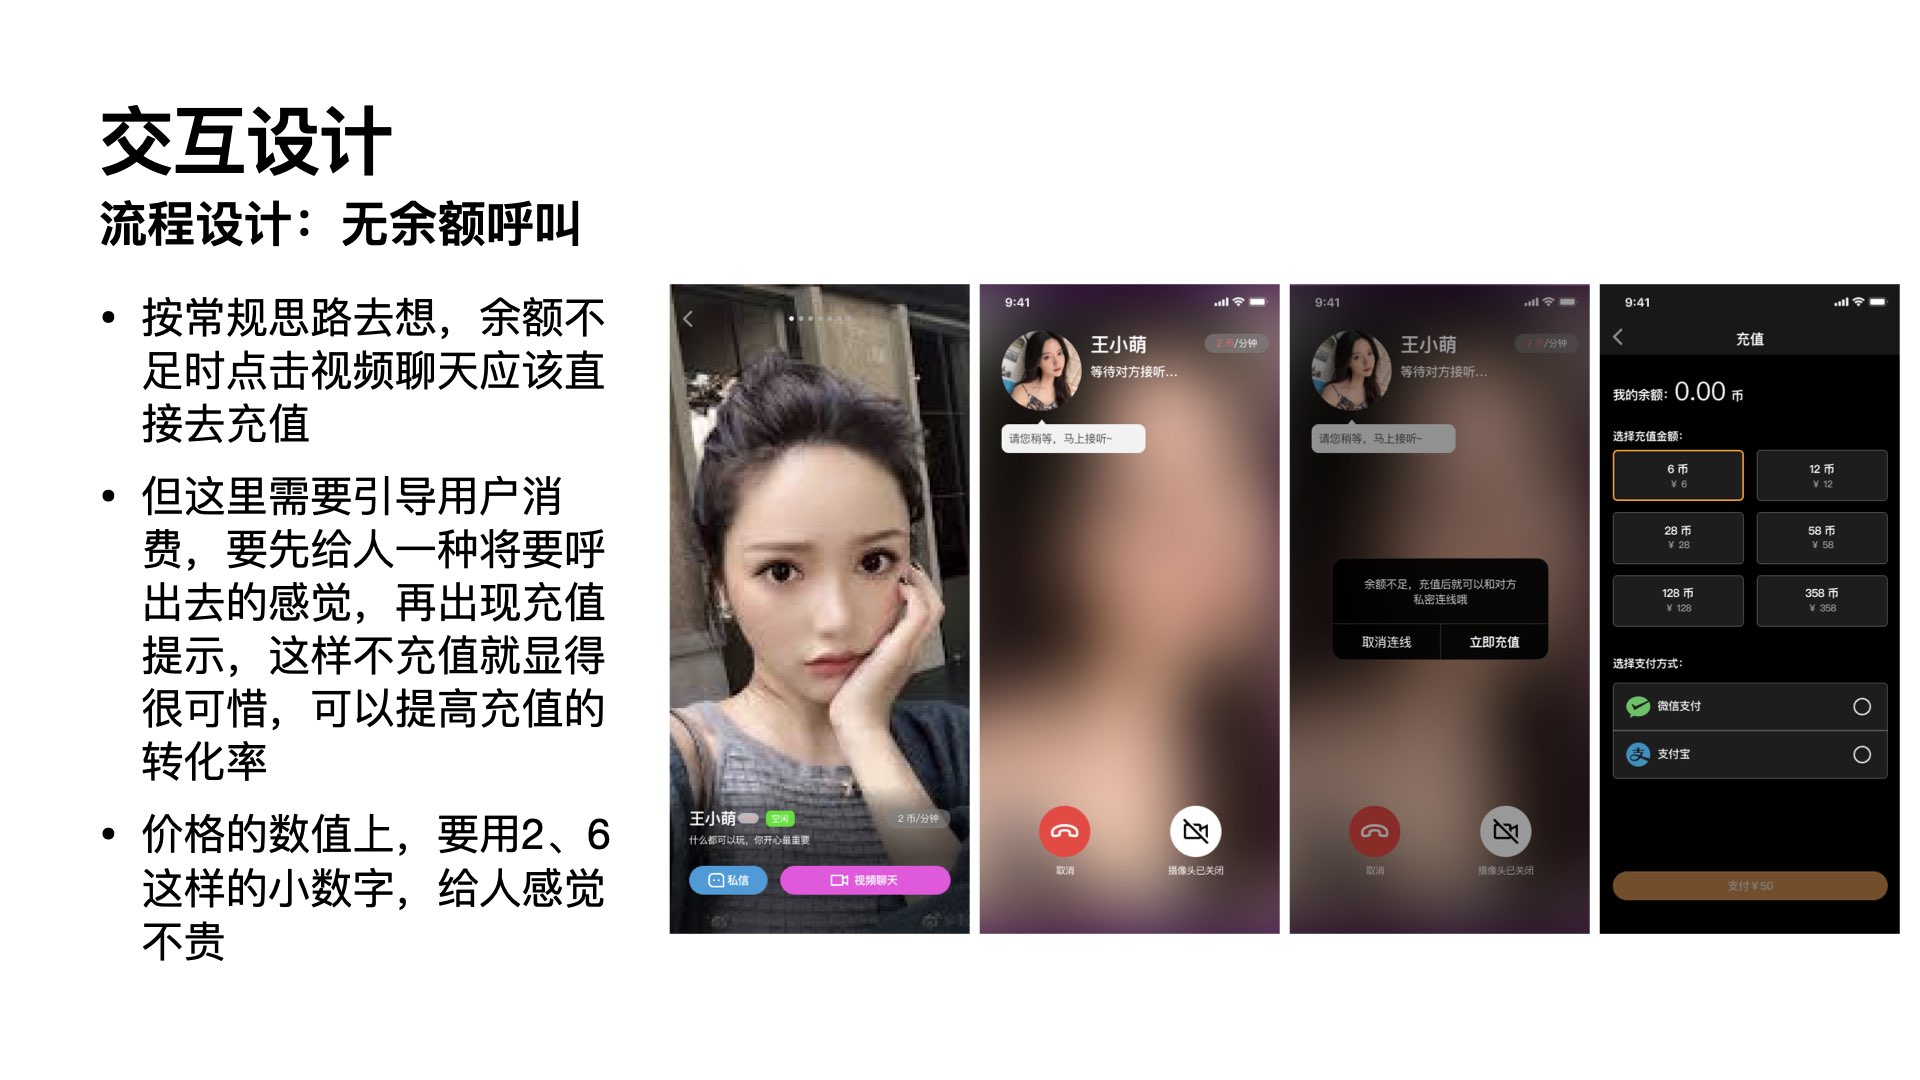 交互设计
流程设计：无余额呼叫
• 按常规思路去想，余额不
足时点击视频聊天应该直
接去充值
• 但这里需要引导用户消
费，要先给人一种将要呼
出去的感觉，再出现充值
提示，这样不充值就显得
很可惜，可以提高充值的
转化率
• 价格的数值上，要用2、6
这样的小数字，给人感觉
不贵
王小萌
空闲
2 币/分钟
什么都可以玩，你开心最重要
私信
视频聊天
9:41
王小萌
2 币/分钟
等待对方接听...
请您稍等，马上接听~
取消
摄像头已关闭
9:41
王小萌
2 币/分钟
等待对方接听...
请您稍等，马上接听~
余额不足，充值后就可以和对方
私密连线哦
取消连线
立即充值
取消
摄像头已关闭
9:41
充值
我的余额：0.00 币
选择充值金额：
6 币
¥ 6
12 币
¥ 12
28 币
¥ 28
58 币
¥ 58
128 币
¥ 128
358 币
¥ 358
选择支付方式：
微信支付
支付宝
支付 ¥ 50